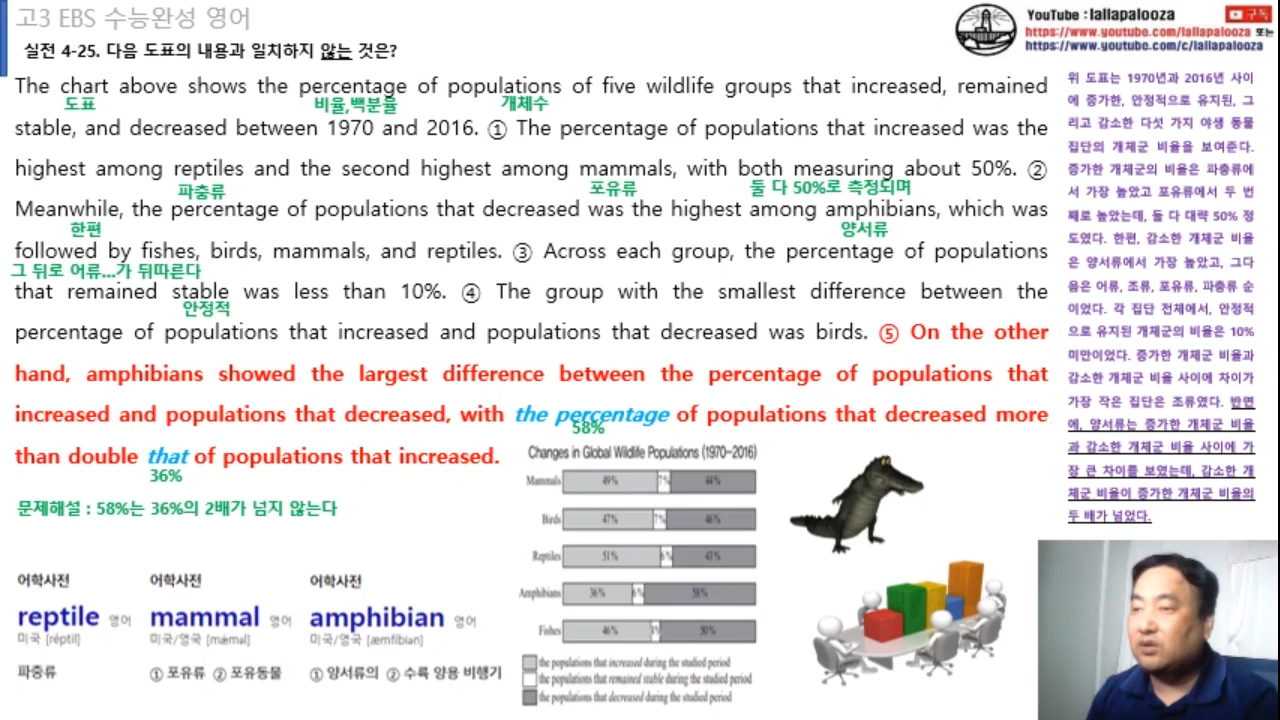 고3 EBS 수능완성 영어
YouTube : lallapalooza
구독
https://www.youtube.com/lallapalooza 또는
https://www.youtube.com/c/lallapalooza
실전 4-25. 다음 도표의 내용과 일치하지 않는 것은?
The chart above shows the percentage of populations of five wildlife groups that increased, remained
도표 비율,백분율 개체수
stable, and decreased between 1970 and 2016. ① The percentage of populations that increased was the
highest among reptiles and the second highest among mammals, with both measuring about 50%. ②
파충류 포유류 둘 다 50%로 측정되며
Meanwhile, the percentage of populations that decreased was the highest among amphibians, which was
한편 양서류
followed by fishes, birds, mammals, and reptiles. ③ Across each group, the percentage of populations
그 뒤로 어류...가 뒤따른다
that remained stable was less than 10%. ④ The group with the smallest difference between the
안정적
percentage of populations that increased and populations that decreased was birds. ⑤ On the other
hand, amphibians showed the largest difference between the percentage of populations that
increased and populations that decreased, with the percentage of populations that decreased more
58%
than double that of populations that increased.
36%
문제해설 : 58%는 36%의 2배가 넘지 않는다
위 도표는 1970년과 2016년 사이
에 증가한, 안정적으로 유지된, 그
리고 감소한 다섯 가지 야생 동물
집단의 개체군 비율을 보여준다.
증가한 개체군의 비율은 파충류에
서 가장 높았고 포유류에서 두 번
째로 높았는데, 둘 다 대략 50% 정
도였다. 한편, 감소한 개체군 비율
은 양서류에서 가장 높았고, 그다
음은 어류, 조류, 포유류, 파충류 순
이었다. 각 집단 전체에서, 안정적
으로 유지된 개체군의 비율은 10%
미만이었다. 증가한 개체군 비율과
감소한 개체군 비율 사이에 차이가
가장 작은 집단은 조류였다. 반면
에, 양서류는 증가한 개체군 비율
과 감소한 개체군 비율 사이에 가
장 큰 차이를 보였는데, 감소한 개
체군 비율이 증가한 개체군 비율의
두 배가 넘었다.
Changes in Global Wildlife Populations (1970–2016)
Mammals 49% 7% 44%
Birds 47% 7% 46%
Reptiles 51% 6% 43%
Amphibians 36% 6% 58%
Fishes 46% 50%
the populations that increased during the studied period
the populations that remained stable during the studied period
the populations that decreased during the studied period
어학사전 어학사전 어학사전
reptile 영어 mammal 영어 amphibian 영어
미국 [réptil] 미국/영국 [mǽməl] 미국/영국 [æmfíbiən]
파충류 ① 포유류 ② 포유동물 ① 양서류의 ② 수륙 양용 비행기